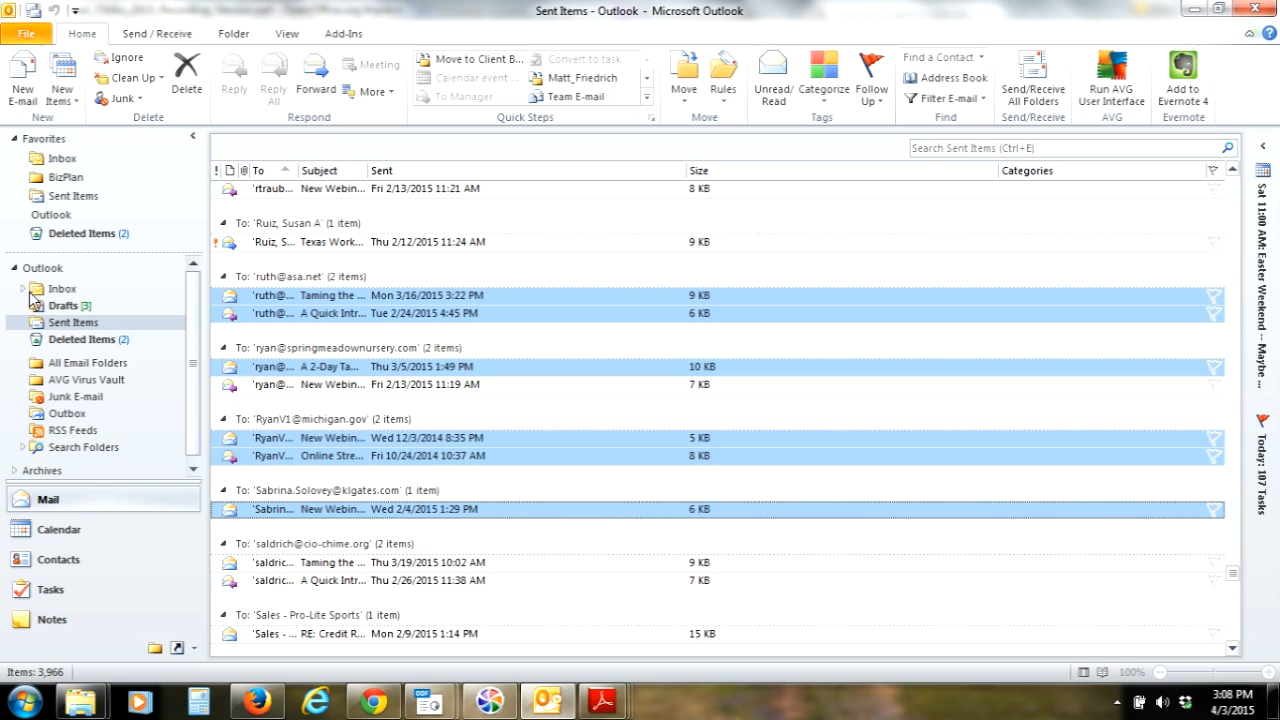 Sent Items - Outlook - Microsoft Outlook
File Home Send / Receive Folder View Add-Ins
New E-mail
New Items
Ignore
Clean Up
Junk
Delete
Reply
Reply All
Forward
Meeting
More
Move to Client B...
Calendar event ...
To Manager
Convert to task
Matt_Friedrich
Team E-mail
Move
Rules
Unread/ Read
Categorize
Follow Up
Find a Contact
Address Book
Filter E-mail
Send/Receive All Folders
Run AVG User Interface
Add to Evernote 4
New Delete Respond Quick Steps Move Tags Find Send/Receive AVG Evernote
Favorites
Inbox
BizPlan
Sent Items
Outlook
Deleted Items (2)
Outlook
Inbox
Drafts [3]
Sent Items
Deleted Items (2)
All Email Folders
AVG Virus Vault
Junk E-mail
Outbox
RSS Feeds
Search Folders
Archives
Mail
Calendar
Contacts
Tasks
Notes
Search Sent Items (Ctrl+E)
! To Subject Sent Size Categories
'rtraub... New Webin... Fri 2/13/2015 11:21 AM 8 KB
To: 'Ruiz, Susan A' (1 item)
! 'Ruiz, S... Texas Work... Thu 2/12/2015 11:24 AM 9 KB
To: 'ruth@asa.net' (2 items)
'ruth@... Taming the ... Mon 3/16/2015 3:22 PM 9 KB
'ruth@... A Quick Intr... Tue 2/24/2015 4:45 PM 6 KB
To: 'ryan@springmeadownursery.com' (2 items)
'ryan@... A 2-Day Ta... Thu 3/5/2015 1:49 PM 10 KB
'ryan@... New Webin... Fri 2/13/2015 11:19 AM 7 KB
To: 'RyanV1@michigan.gov' (2 items)
'RyanV... New Webin... Wed 12/3/2014 8:35 PM 5 KB
'RyanV... Online Stre... Fri 10/24/2014 10:37 AM 8 KB
To: 'Sabrina.Solovey@klgates.com' (1 item)
'Sabrin... New Webin... Wed 2/4/2015 1:29 PM 6 KB
To: 'saldrich@cio-chime.org' (2 items)
'saldric... Taming the ... Thu 3/19/2015 10:02 AM 9 KB
'saldric... A Quick Intr... Thu 2/26/2015 11:38 AM 7 KB
To: 'Sales - Pro-Lite Sports' (1 item)
'Sales - ... RE: Credit R... Mon 2/9/2015 1:14 PM 15 KB
Sat 11:00 AM: Easter Weekend -- Maybe ...
Today: 107 Tasks
Items: 3,966
100%
ODF
3:08 PM
4/3/2015